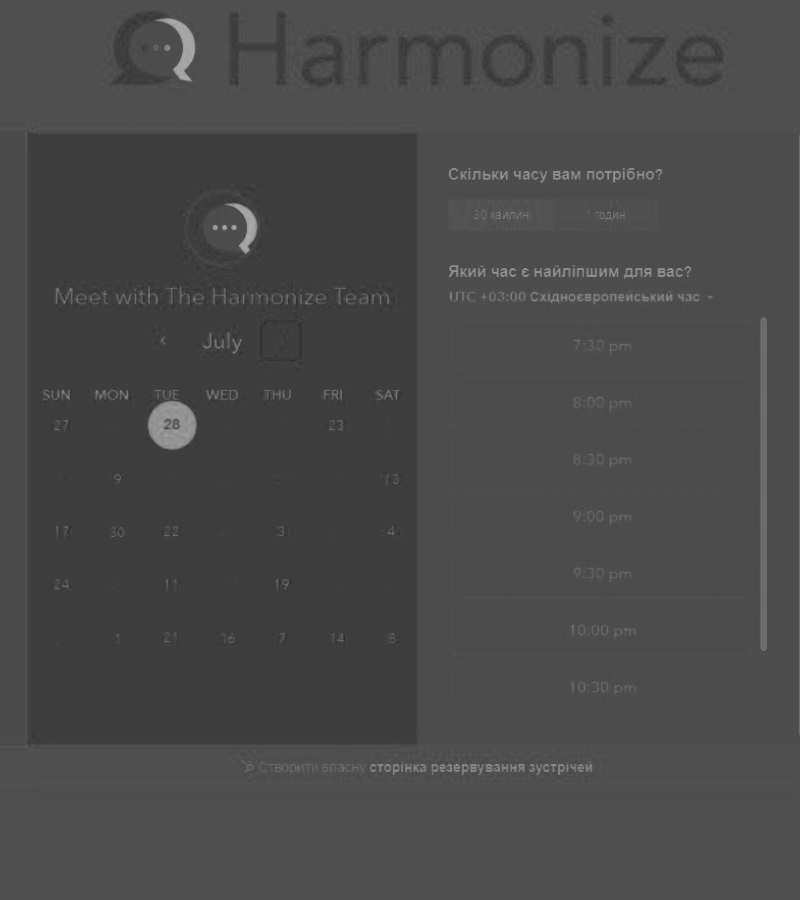 Harmonize
Meet with The Harmonize Team
July
SUN MON TUE WED THU FRI SAT
27 28 23
9 13
17 30 22 3 4
24 11 19
1 21 16 7 14 8
Скільки часу вам потрібно?
30 хвилин 1 годин
Який час є найліпшим для вас?
UTC +03:00 Східноєвропейський час
7:30 pm
8:00 pm
8:30 pm
9:00 pm
9:30 pm
10:00 pm
10:30 pm
Створити власну сторінка резервування зустрічей